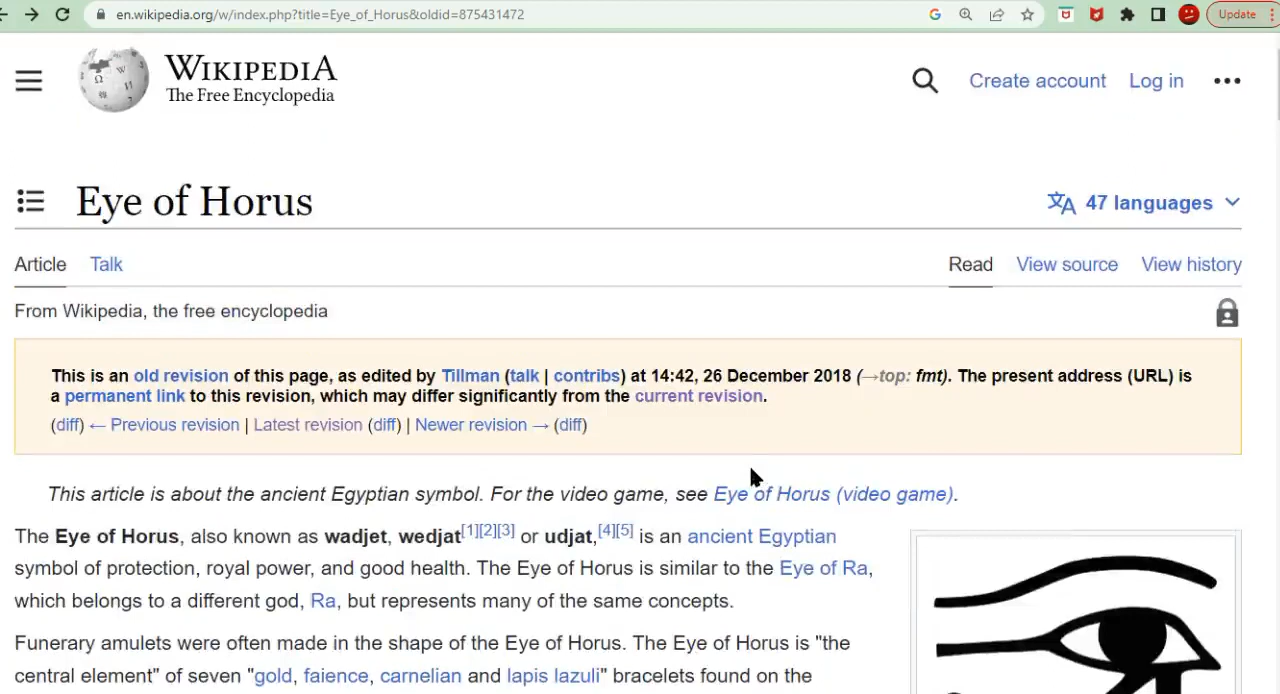 en.wikipedia.org/w/index.php?title=Eye_of_Horus&oldid=875431472
Update
WIKIPEDIA
The Free Encyclopedia
Create account
Log in
Eye of Horus
47 languages
Article
Talk
Read
View source
View history
From Wikipedia, the free encyclopedia
This is an old revision of this page, as edited by Tillman (talk | contribs) at 14:42, 26 December 2018 (→top: fmt). The present address (URL) is
a permanent link to this revision, which may differ significantly from the current revision.
(diff) ← Previous revision | Latest revision (diff) | Newer revision → (diff)
This article is about the ancient Egyptian symbol. For the video game, see Eye of Horus (video game).
The Eye of Horus, also known as wadjet, wedjat[1][2][3] or udjat,[4][5] is an ancient Egyptian
symbol of protection, royal power, and good health. The Eye of Horus is similar to the Eye of Ra,
which belongs to a different god, Ra, but represents many of the same concepts.
Funerary amulets were often made in the shape of the Eye of Horus. The Eye of Horus is "the
central element" of seven "gold, faience, carnelian and lapis lazuli" bracelets found on the